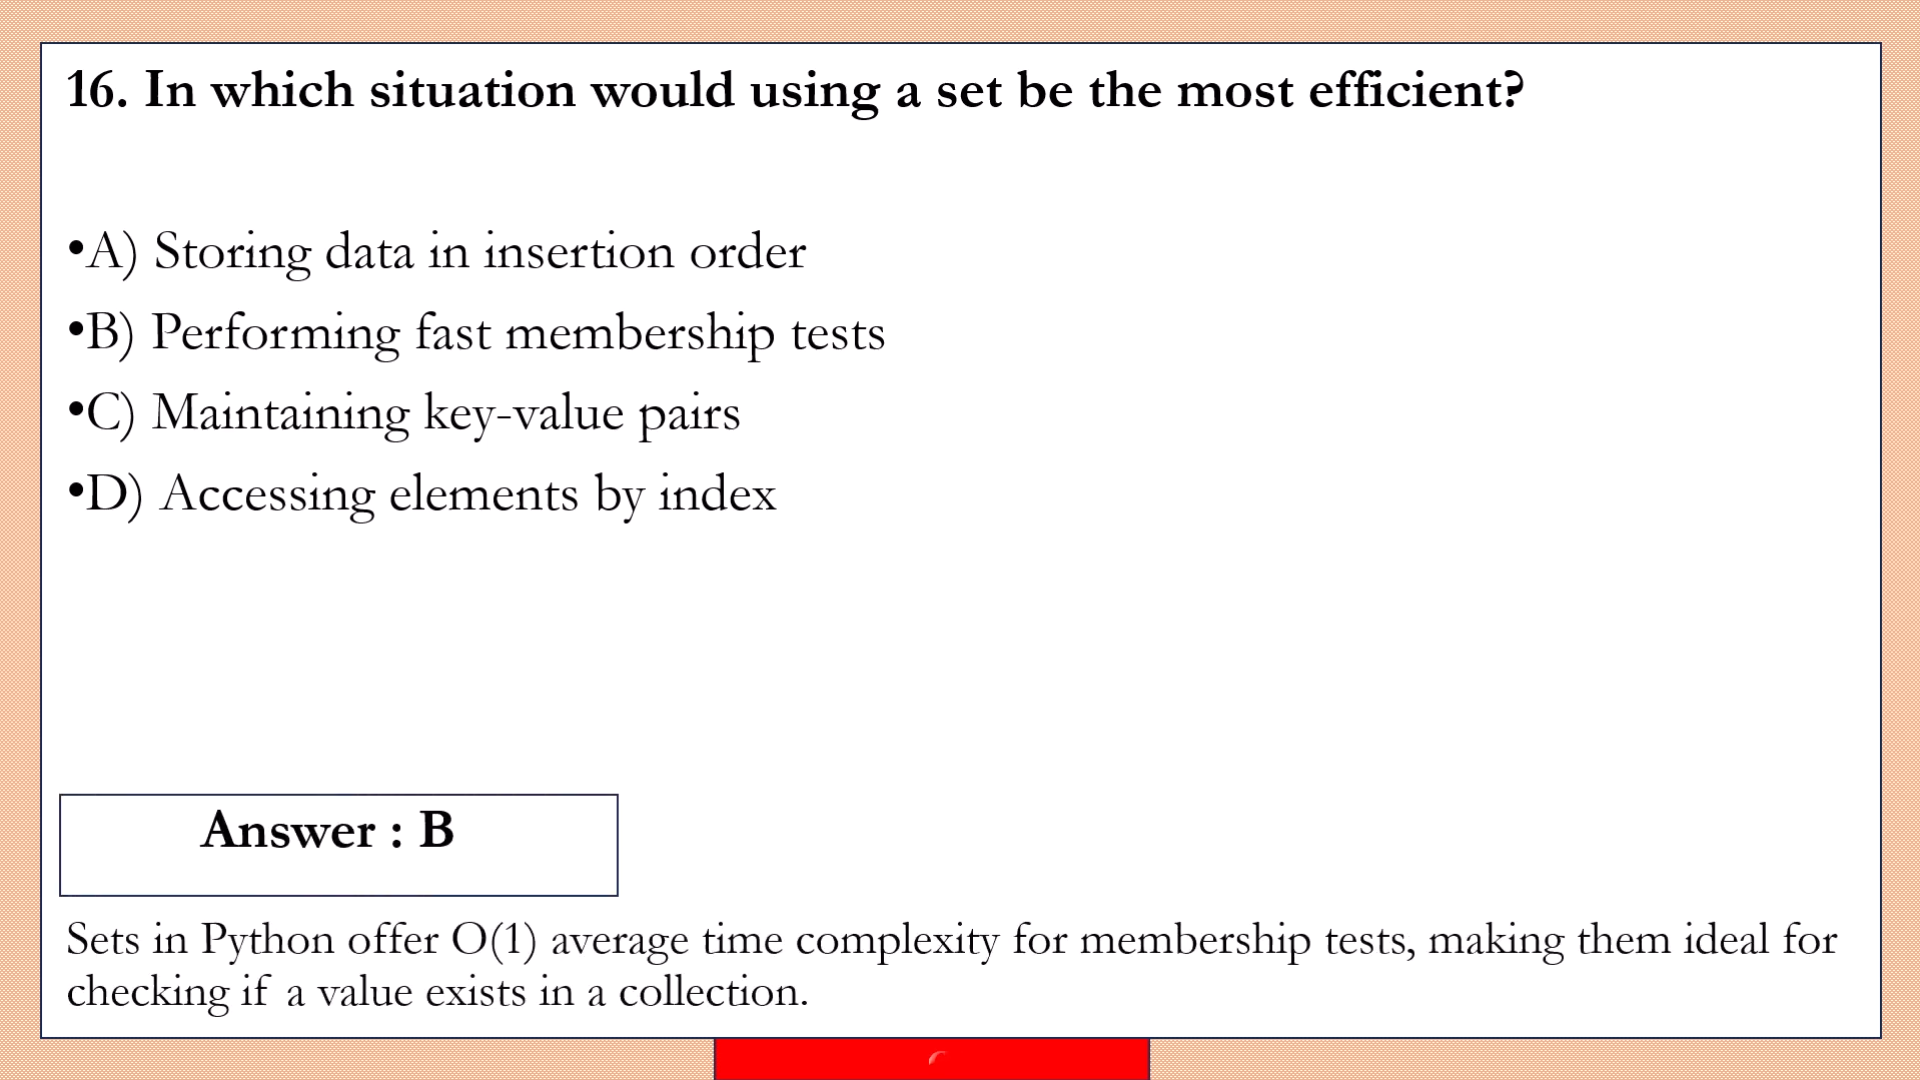 16. In which situation would using a set be the most efficient?
•A) Storing data in insertion order
•B) Performing fast membership tests
•C) Maintaining key-value pairs
•D) Accessing elements by index
Answer : B
Sets in Python offer O(1) average time complexity for membership tests, making them ideal for
checking if a value exists in a collection.